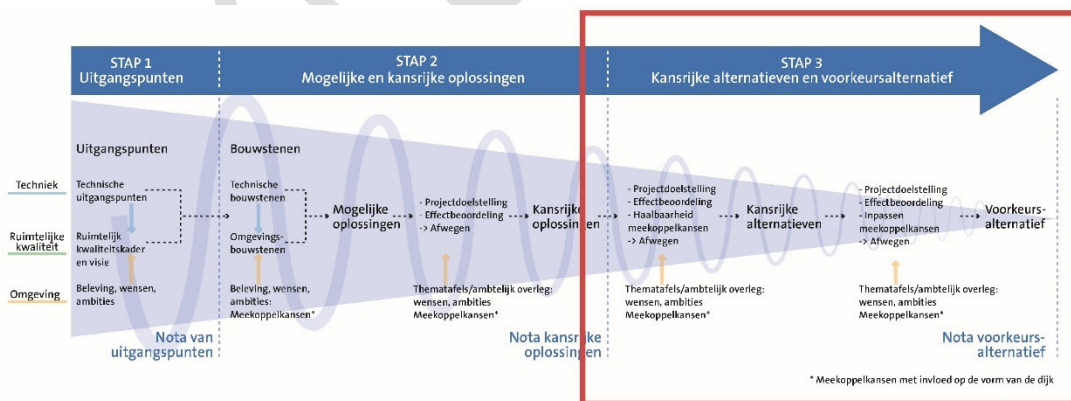 STAP 1
Uitgangspunten
STAP 2
Mogelijke en kansrijke oplossingen
STAP 3
Kansrijke alternatieven en voorkeursalternatief
Uitgangspunten
Bouwstenen
Techniek
Technische
uitgangspunten
Technische
bouwstenen
Ruimtelijke
kwaliteit
Ruimtelijk
kwaliteitskader
en visie
Omgevings-
bouwstenen
Mogelijke
oplossingen
- Projectdoelstelling
- Effectbeoordeling
-> Afwegen
Kansrijke
oplossingen
- Projectdoelstelling
- Effectbeoordeling
- Haalbaarheid
meekoppelkansen
-> Afwegen
Kansrijke
alternatieven
- Projectdoelstelling
- Effectbeoordeling
- Inpassen
meekoppelkansen
-> Afwegen
Voorkeurs-
alternatief
Omgeving
Beleving, wensen,
ambities
Beleving, wensen,
ambities:
Meekoppelkansen*
Thematafels/ambtelijk overleg:
wensen, ambities
Meekoppelkansen*
Thematafels/ambtelijk overleg:
wensen, ambities
Meekoppelkansen*
Thematafels/ambtelijk overleg:
wensen, ambities
Meekoppelkansen*
Nota van
uitgangspunten
Nota kansrijke
oplossingen
Nota voorkeurs-
alternatief
* Meekoppelkansen met invloed op de vorm van de dijk